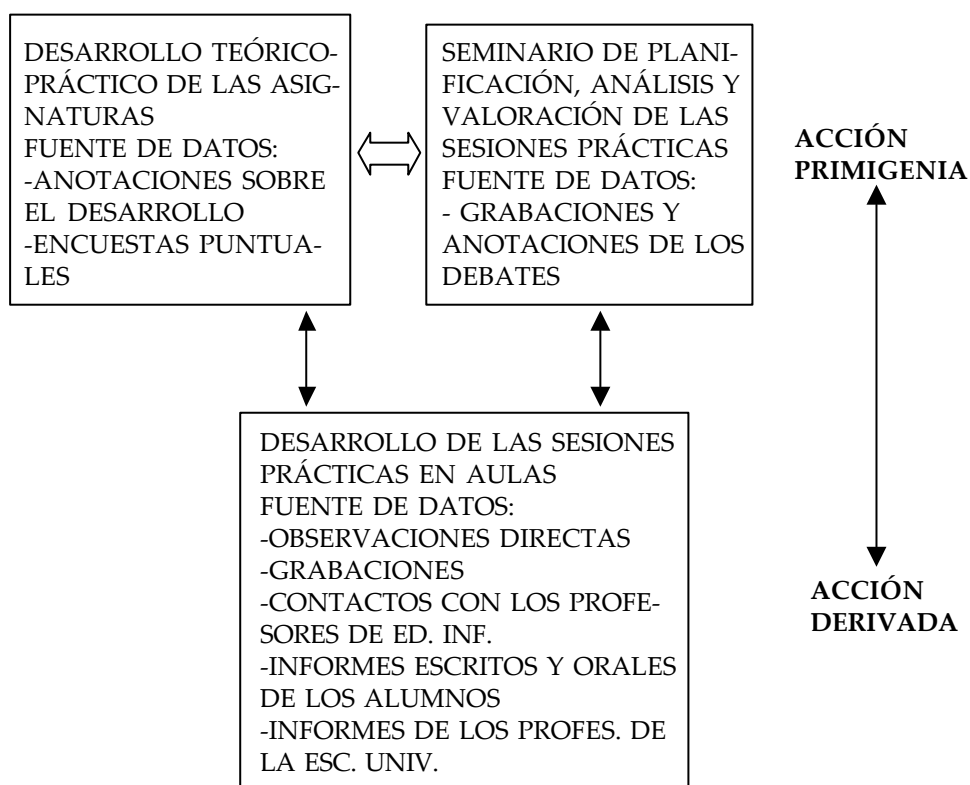 DESARROLLO TEÓRICO-
PRÁCTICO DE LAS ASIG-
NATURAS
FUENTE DE DATOS:
-ANOTACIONES SOBRE
EL DESARROLLO
-ENCUESTAS PUNTUA-
LES
SEMINARIO DE PLANI-
FICACIÓN, ANÁLISIS Y
VALORACIÓN DE LAS
SESIONES PRÁCTICAS
FUENTE DE DATOS:
- GRABACIONES Y
ANOTACIONES DE LOS
DEBATES
ACCIÓN
PRIMIGENIA
DESARROLLO DE LAS SESIONES
PRÁCTICAS EN AULAS
FUENTE DE DATOS:
-OBSERVACIONES DIRECTAS
-GRABACIONES
-CONTACTOS CON LOS PROFE-
SORES DE ED. INF.
-INFORMES ESCRITOS Y ORALES
DE LOS ALUMNOS
-INFORMES DE LOS PROFES. DE
LA ESC. UNIV.
ACCIÓN
DERIVADA